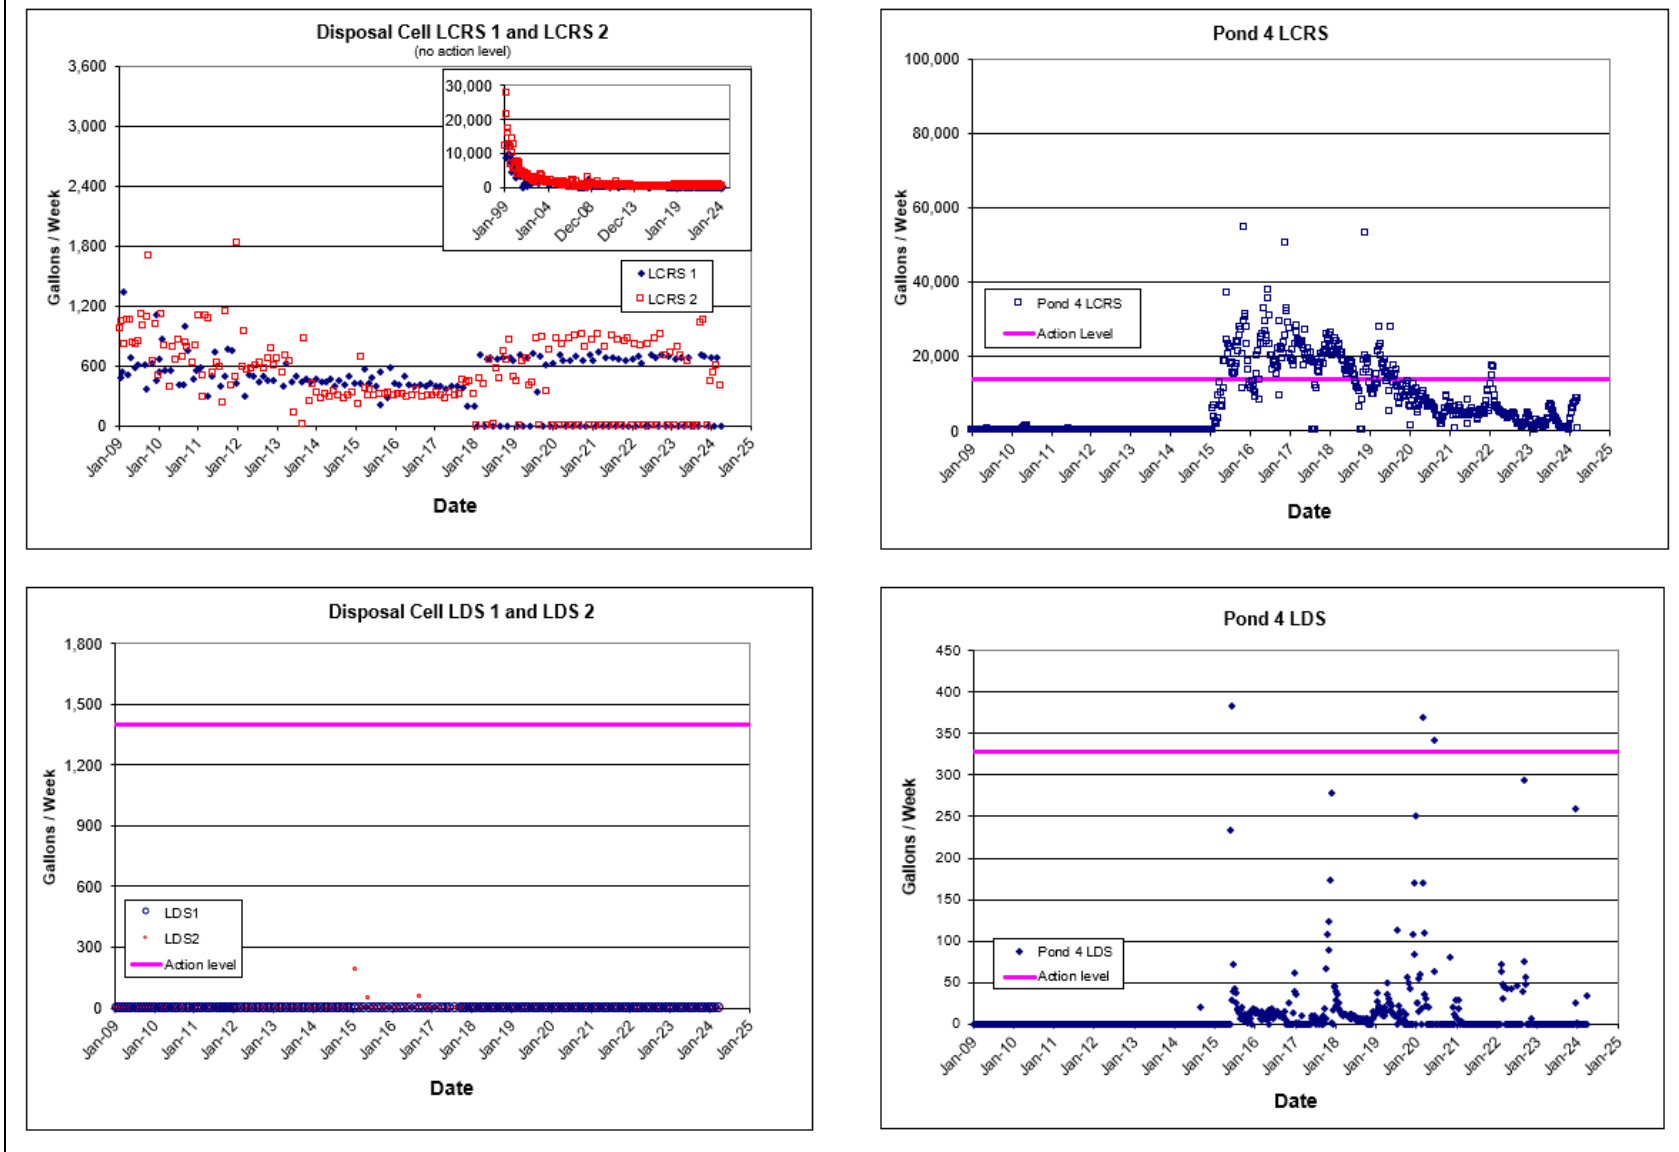 Disposal Cell LCRS 1 and LCRS 2
(no action level)
Gallons / Week
3,600
3,000
2,400
1,800
1,200
600
0
30,000
20,000
10,000
0
Jan-99
Jan-04
Dec-08
Dec-13
Jan-19
Jan-24
LCRS 1
LCRS 2
Jan-09
Jan-10
Jan-11
Jan-12
Jan-13
Jan-14
Jan-15
Jan-16
Jan-17
Jan-18
Jan-19
Jan-20
Jan-21
Jan-22
Jan-23
Jan-24
Jan-25
Date
Pond 4 LCRS
Gallons / Week
100,000
80,000
60,000
40,000
20,000
0
Pond 4 LCRS
Action Level
Jan-09
Jan-10
Jan-11
Jan-12
Jan-13
Jan-14
Jan-15
Jan-16
Jan-17
Jan-18
Jan-19
Jan-20
Jan-21
Jan-22
Jan-23
Jan-24
Jan-25
Date
Disposal Cell LDS 1 and LDS 2
Gallons / Week
1,800
1,500
1,200
900
600
300
0
LDS1
LDS2
Action level
Jan-09
Jan-10
Jan-11
Jan-12
Jan-13
Jan-14
Jan-15
Jan-16
Jan-17
Jan-18
Jan-19
Jan-20
Jan-21
Jan-22
Jan-23
Jan-24
Jan-25
Date
Pond 4 LDS
Gallons / Week
450
400
350
300
250
200
150
100
50
0
Pond 4 LDS
Action level
Jan-09
Jan-10
Jan-11
Jan-12
Jan-13
Jan-14
Jan-15
Jan-16
Jan-17
Jan-18
Jan-19
Jan-20
Jan-21
Jan-22
Jan-23
Jan-24
Jan-25
Date